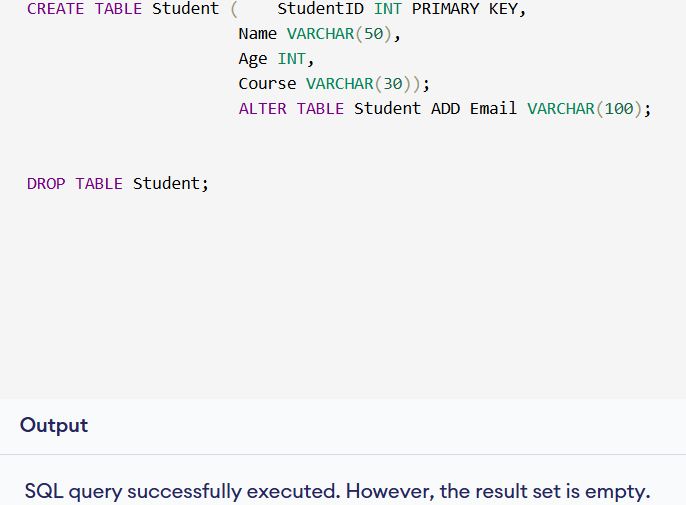 CREATE TABLE Student (    StudentID INT PRIMARY KEY,
                      Name VARCHAR(50),
                      Age INT,
                      Course VARCHAR(30));
                      ALTER TABLE Student ADD Email VARCHAR(100);
DROP TABLE Student;
Output
SQL query successfully executed. However, the result set is empty.